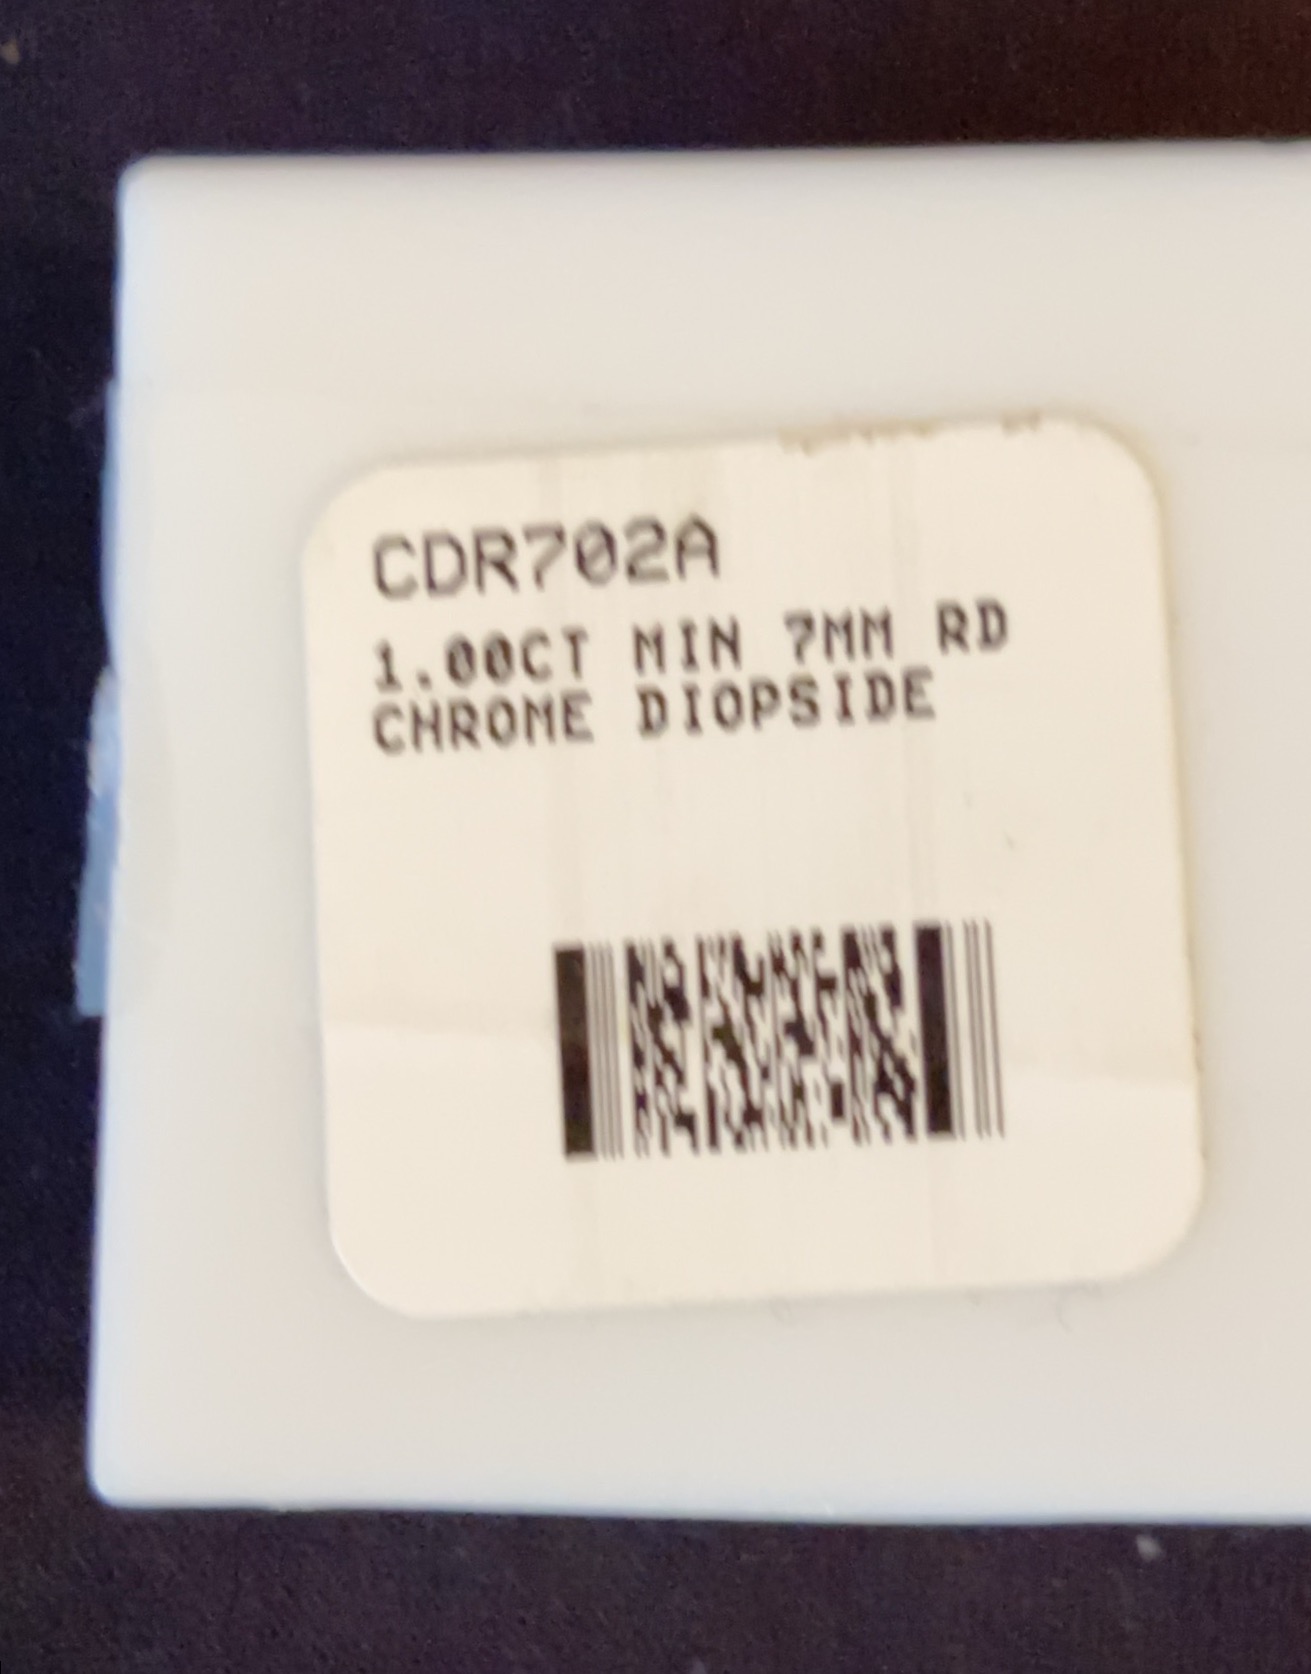 CDR702A
1.00CT MIN 7MM RD
CHROME DIOPSIDE